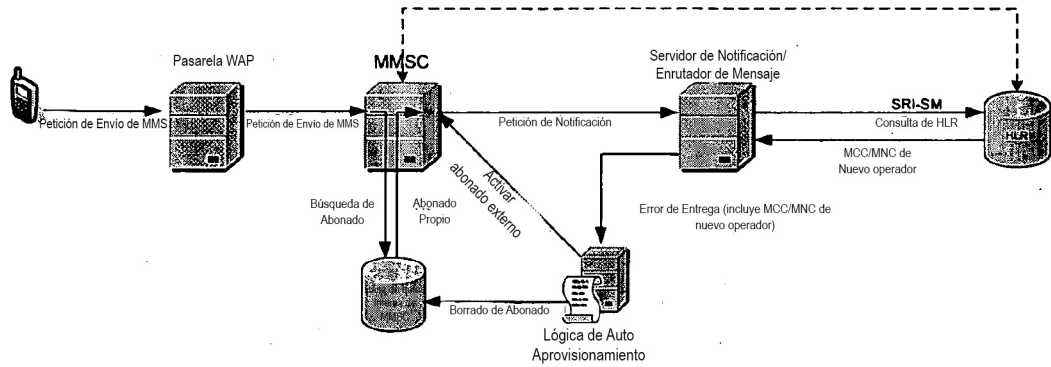 Pasarela WAP
MMSC
Servidor de Notificación/
Enrutador de Mensaje
Petición de Envío de MMS
Petición de Envío de MMS
Petición de Notificación
SRI-SM
Consulta de HLR
HLR
MCC/MNC de
Nuevo operador
Activar
abonado externo
Búsqueda de
Abonado
Abonado
Propio
Error de Entrega (incluye MCC/MNC de
nuevo operador)
Borrado de Abonado
Lógica de Auto
Aprovisionamiento